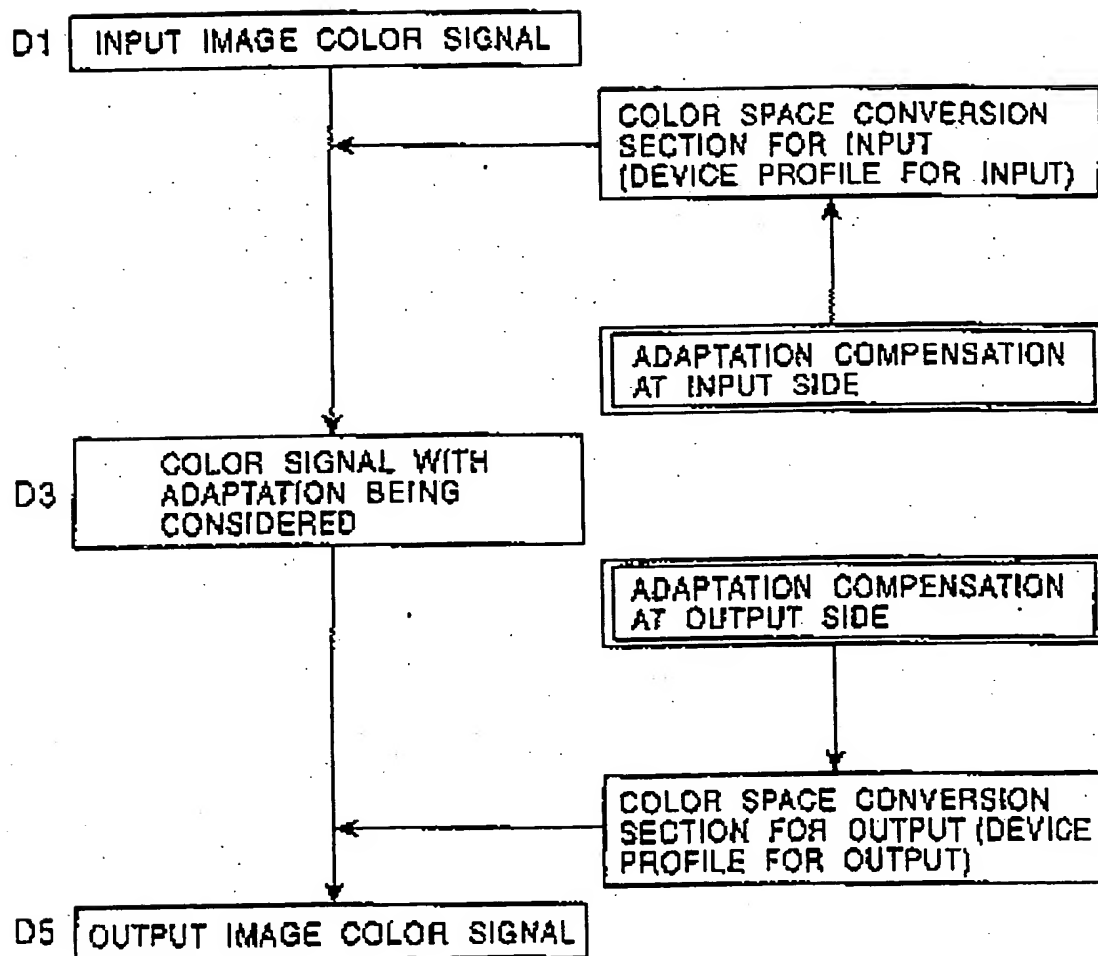 D1 INPUT IMAGE COLOR SIGNAL
COLOR SPACE CONVERSION
SECTION FOR INPUT
(DEVICE PROFILE FOR INPUT)
ADAPTATION COMPENSATION
AT INPUT SIDE
D3
COLOR SIGNAL WITH
ADAPTATION BEING
CONSIDERED
ADAPTATION COMPENSATION
AT OUTPUT SIDE
COLOR SPACE CONVERSION
SECTION FOR OUTPUT (DEVICE
PROFILE FOR OUTPUT)
D5 OUTPUT IMAGE COLOR SIGNAL